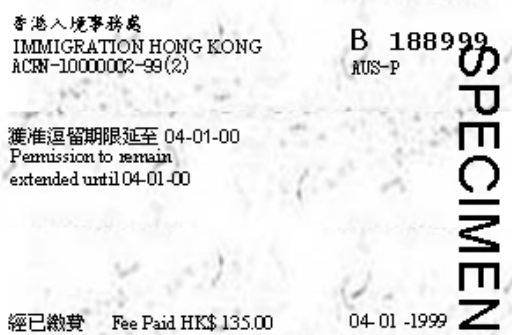 香港入境事務處
IMMIGRATION HONG KONG
ACRN-10000002-99(2)
B 188999
AUS-P
獲准逗留期限延至 04-01-00
Permission to remain
extended until 04-01-00
經已繳費 Fee Paid HK$ 135.00
04-01-1999
SPECIMEN